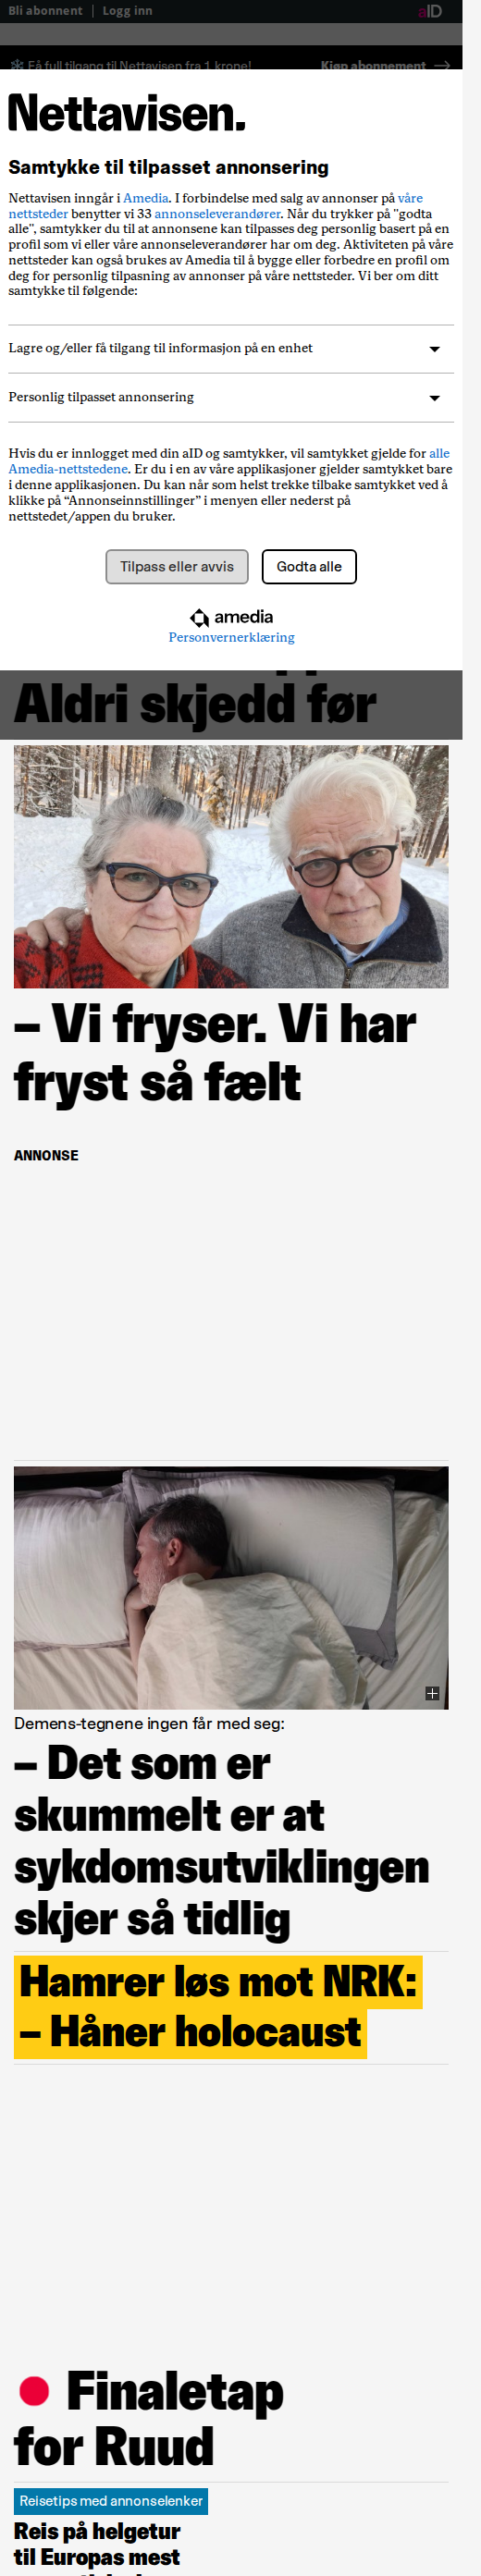 Bli abonnent | Logg inn
aID
Få full tilgang til Nettavisen fra 1 krone!
Kjøp abonnement
Nettavisen.
Samtykke til tilpasset annonsering
Nettavisen inngår i Amedia. I forbindelse med salg av annonser på våre
nettsteder benytter vi 33 annonseleverandører. Når du trykker på "godta
alle", samtykker du til at annonsene kan tilpasses deg personlig basert på en
profil som vi eller våre annonseleverandører har om deg. Aktiviteten på våre
nettsteder kan også brukes av Amedia til å bygge eller forbedre en profil om
deg for personlig tilpasning av annonser på våre nettsteder. Vi ber om ditt
samtykke til følgende:
Lagre og/eller få tilgang til informasjon på en enhet
Personlig tilpasset annonsering
Hvis du er innlogget med din aID og samtykker, vil samtykket gjelde for alle
Amedia-nettstedene. Er du i en av våre applikasjoner gjelder samtykket bare
i denne applikasjonen. Du kan når som helst trekke tilbake samtykket ved å
klikke på “Annonseinnstillinger” i menyen eller nederst på
nettstedet/appen du bruker.
Tilpass eller avvis
Godta alle
amedia
Personvernerklæring
Aldri skjedd før
– Vi fryser. Vi har
fryst så fælt
ANNONSE
Demens-tegnene ingen får med seg:
– Det som er
skummelt er at
sykdomsutviklingen
skjer så tidlig
Hamrer løs mot NRK:
– Håner holocaust
Finaletap
for Ruud
Reisetips med annonselenker
Reis på helgetur
til Europas mest